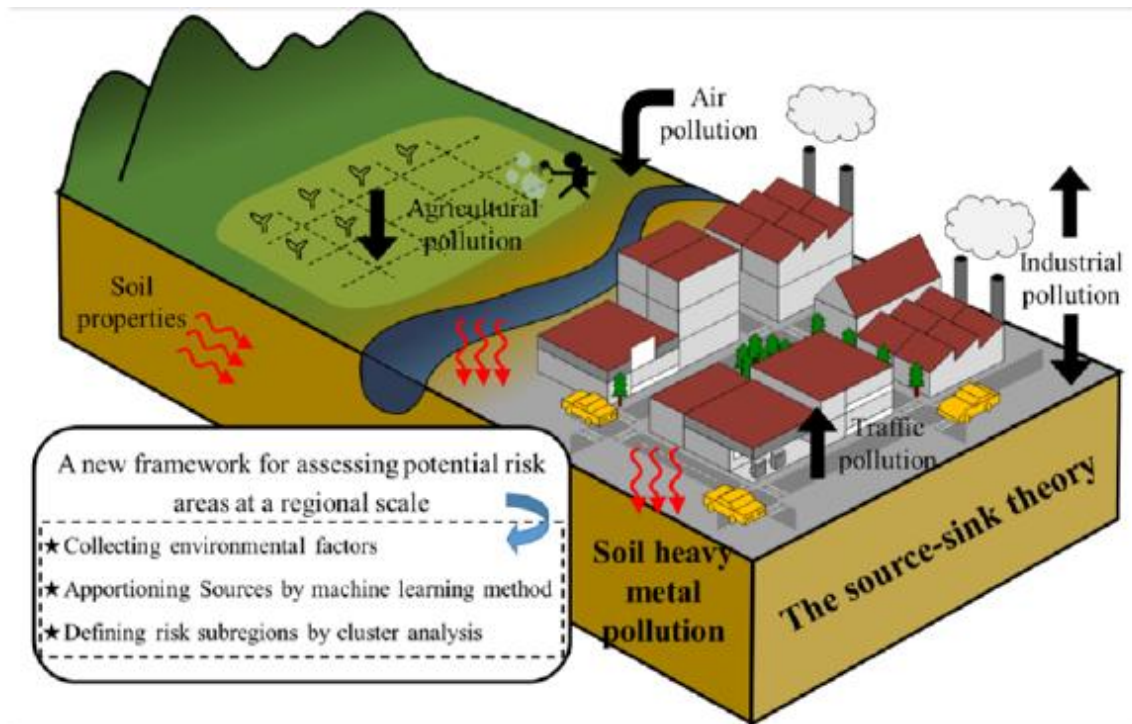 Air
pollution
Agricultural
pollution
Industrial
pollution
Soil
properties
Traffic
pollution
A new framework for assessing potential risk
areas at a regional scale
★Collecting environmental factors
★Apportioning Sources by machine learning method
★Defining risk subregions by cluster analysis
Soil heavy
metal
pollution
The source-sink theory